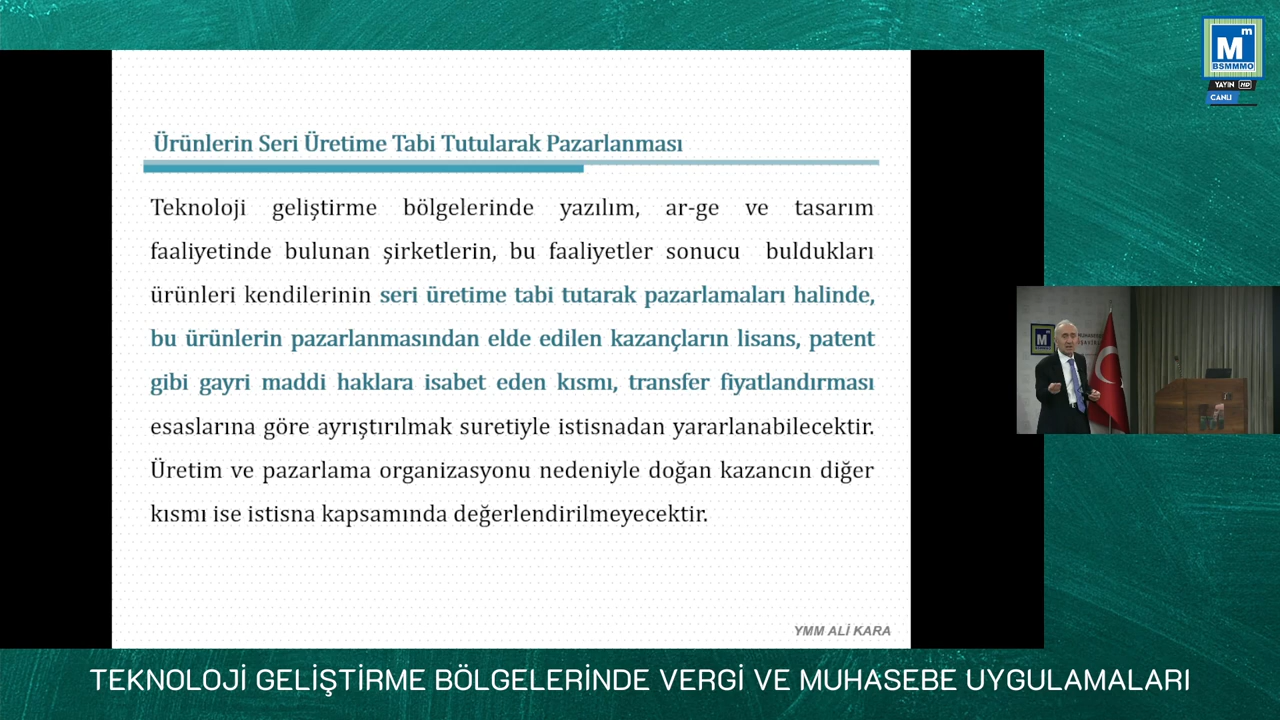 m
M
BSMMMO
YAYIN HD
CANLI
Ürünlerin Seri Üretime Tabi Tutularak Pazarlanması
Teknoloji geliştirme bölgelerinde yazılım, ar-ge ve tasarım
faaliyetinde bulunan şirketlerin, bu faaliyetler sonucu buldukları
ürünleri kendilerinin seri üretime tabi tutarak pazarlamaları halinde,
bu ürünlerin pazarlanmasından elde edilen kazançların lisans, patent
gibi gayri maddi haklara isabet eden kısmı, transfer fiyatlandırması
esaslarına göre ayrıştırılmak suretiyle istisnadan yararlanabilecektir.
Üretim ve pazarlama organizasyonu nedeniyle doğan kazancın diğer
kısmı ise istisna kapsamında değerlendirilmeyecektir.
YMM ALİ KARA
TEKNOLOJİ GELİŞTİRME BÖLGELERİNDE VERGİ VE MUHASEBE UYGULAMALARI